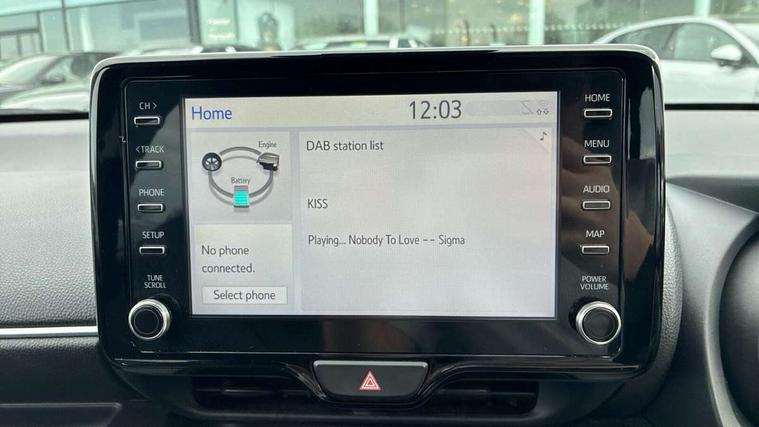 CH >
< TRACK
PHONE
SETUP
TUNE
SCROLL
Home
12:03
Engine
Battery
No phone
connected.
Select phone
DAB station list
KISS
Playing... Nobody To Love -- Sigma
HOME
MENU
AUDIO
MAP
POWER
VOLUME